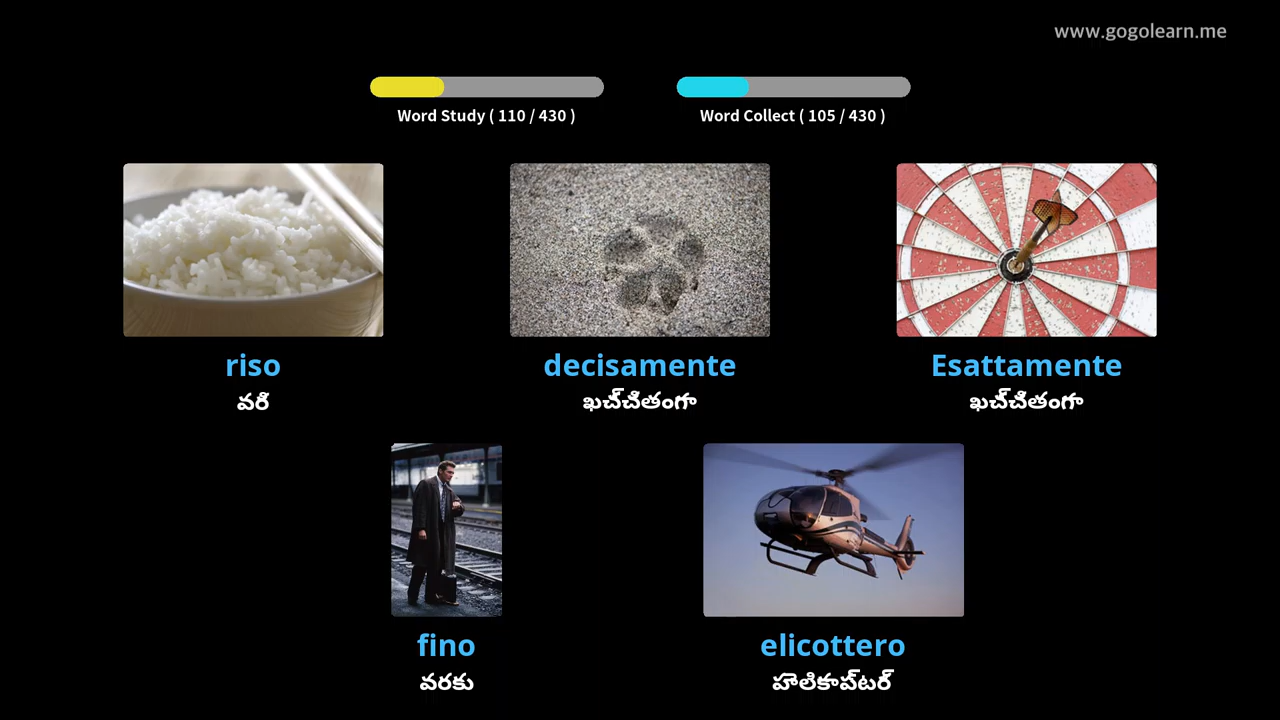 www.gogolearn.me
Word Study ( 110 / 430 )
Word Collect ( 105 / 430 )
riso
వరి
decisamente
ఖచ్చితంగా
Esattamente
ఖచ్చితంగా
fino
వరకు
elicottero
హెలికాప్టర్